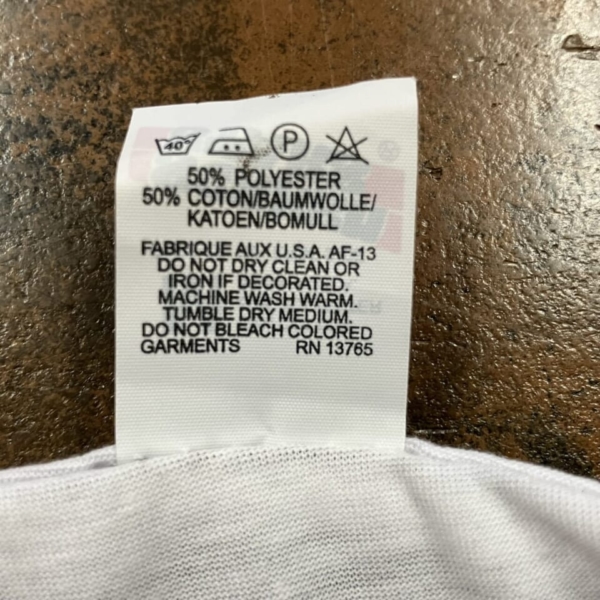 40°
P
50% POLYESTER
50% COTON/BAUMWOLLE/
KATOEN/BOMULL
FABRIQUE AUX U.S.A. AF-13
DO NOT DRY CLEAN OR
IRON IF DECORATED.
MACHINE WASH WARM.
TUMBLE DRY MEDIUM.
DO NOT BLEACH COLORED
GARMENTS RN 13765